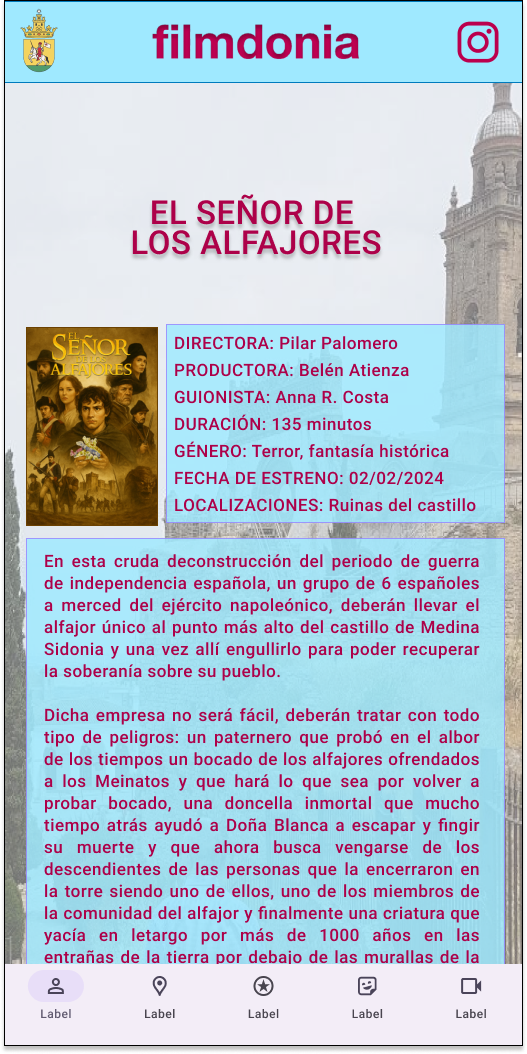 filmdonia
EL SEÑOR DE
LOS ALFAJORES
EL
SEÑOR
DE LOS
ALFAJORES
DIRECTORA: Pilar Palomero
PRODUCTORA: Belén Atienza
GUIONISTA: Anna R. Costa
DURACIÓN: 135 minutos
GÉNERO: Terror, fantasía histórica
FECHA DE ESTRENO: 02/02/2024
LOCALIZACIONES: Ruinas del castillo
En esta cruda deconstrucción del periodo de guerra
de independencia española, un grupo de 6 españoles
a merced del ejército napoleónico, deberán llevar el
alfajor único al punto más alto del castillo de Medina
Sidonia y una vez allí engullirlo para poder recuperar
la soberanía sobre su pueblo.
Dicha empresa no será fácil, deberán tratar con todo
tipo de peligros: un paternero que probó en el albor
de los tiempos un bocado de los alfajores ofrendados
a los Meinatos y que hará lo que sea por volver a
probar bocado, una doncella inmortal que mucho
tiempo atrás ayudó a Doña Blanca a escapar y fingir
su muerte y que ahora busca vengarse de los
descendientes de las personas que la encerraron en
la torre siendo uno de ellos, uno de los miembros de
la comunidad del alfajor y finalmente una criatura que
yacía en letargo por más de 1000 años en las
entrañas de la tierra por debajo de las murallas de la
Label
Label
Label
Label
Label